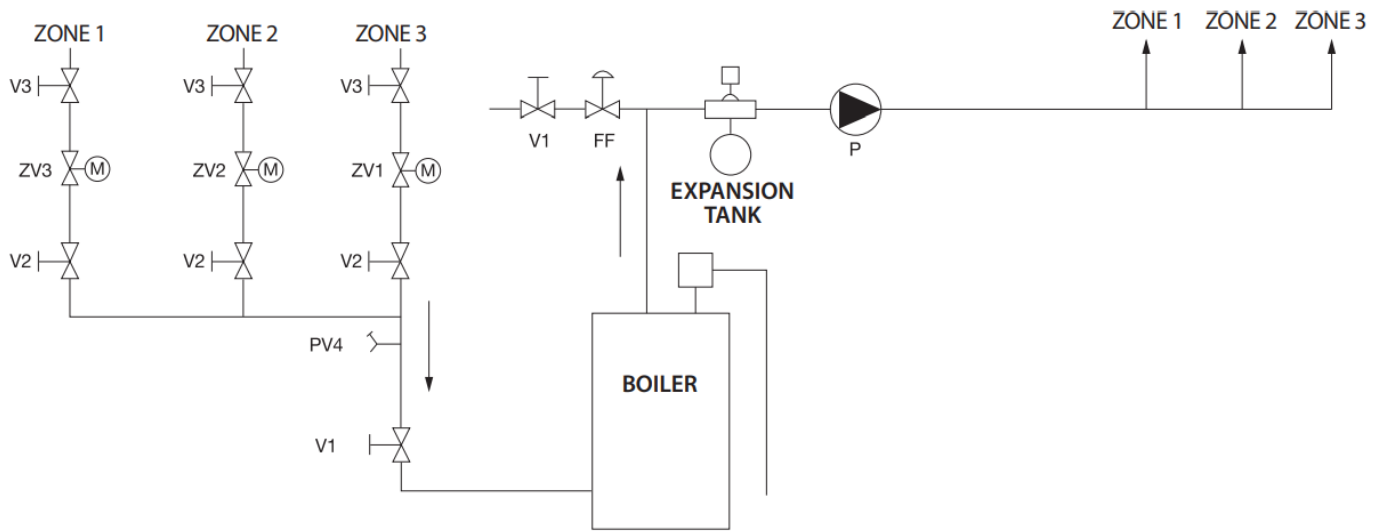 ZONE 1 ZONE 2 ZONE 3
ZONE 1 ZONE 2 ZONE 3
V3 V3 V3
V1 FF P
ZV3 M ZV2 M ZV1 M
EXPANSION
TANK
V2 V2 V2
PV4
BOILER
V1